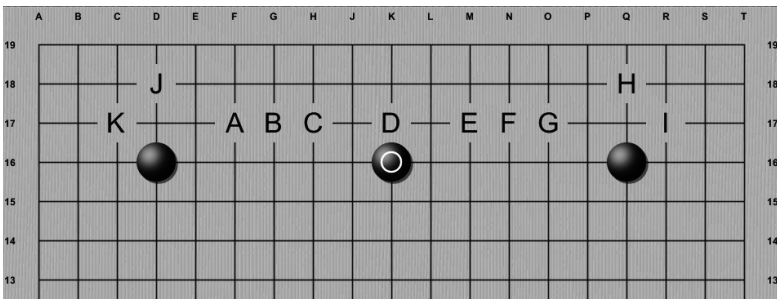 A B C D E F G H J K L M N O P Q R S T
19 19
18 J H 18
17 K A B C D E F G I 17
16 16
15 15
14 14
13 13